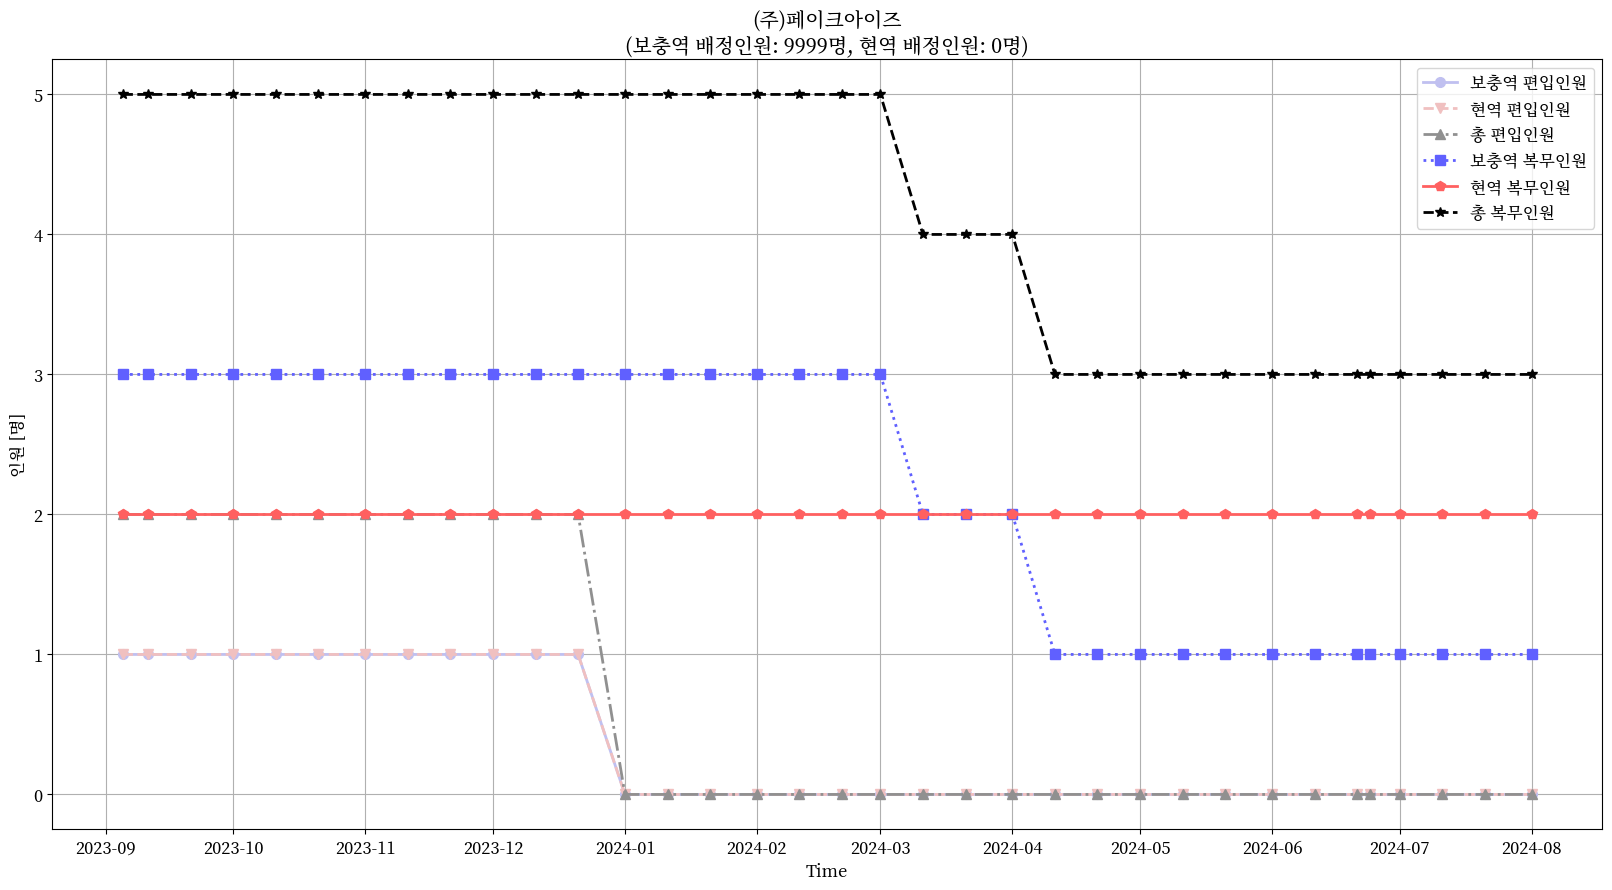 (주)페이크아이즈
(보충역 배정인원: 9999명, 현역 배정인원: 0명)
보충역 편입인원
현역 편입인원
총 편입인원
보충역 복무인원
현역 복무인원
총 복무인원
인원 [명]
5
4
3
2
1
0
2023-09 2023-10 2023-11 2023-12 2024-01 2024-02 2024-03 2024-04 2024-05 2024-06 2024-07 2024-08
Time